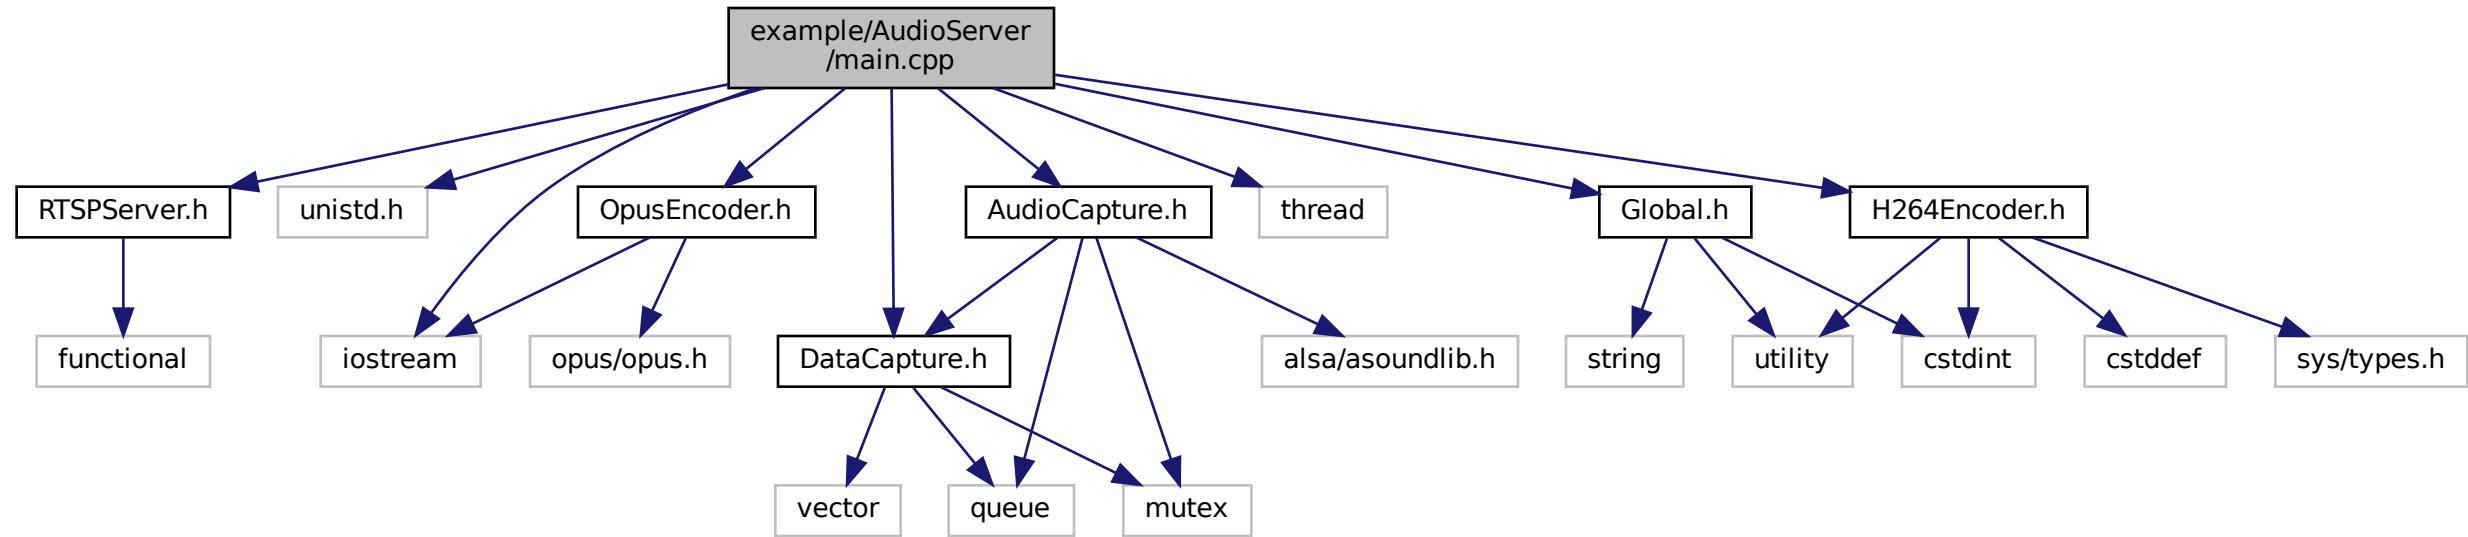 example/AudioServer
/main.cpp
RTSPServer.h
unistd.h
OpusEncoder.h
AudioCapture.h
thread
Global.h
H264Encoder.h
functional
iostream
opus/opus.h
DataCapture.h
alsa/asoundlib.h
string
utility
cstdint
cstddef
sys/types.h
vector
queue
mutex